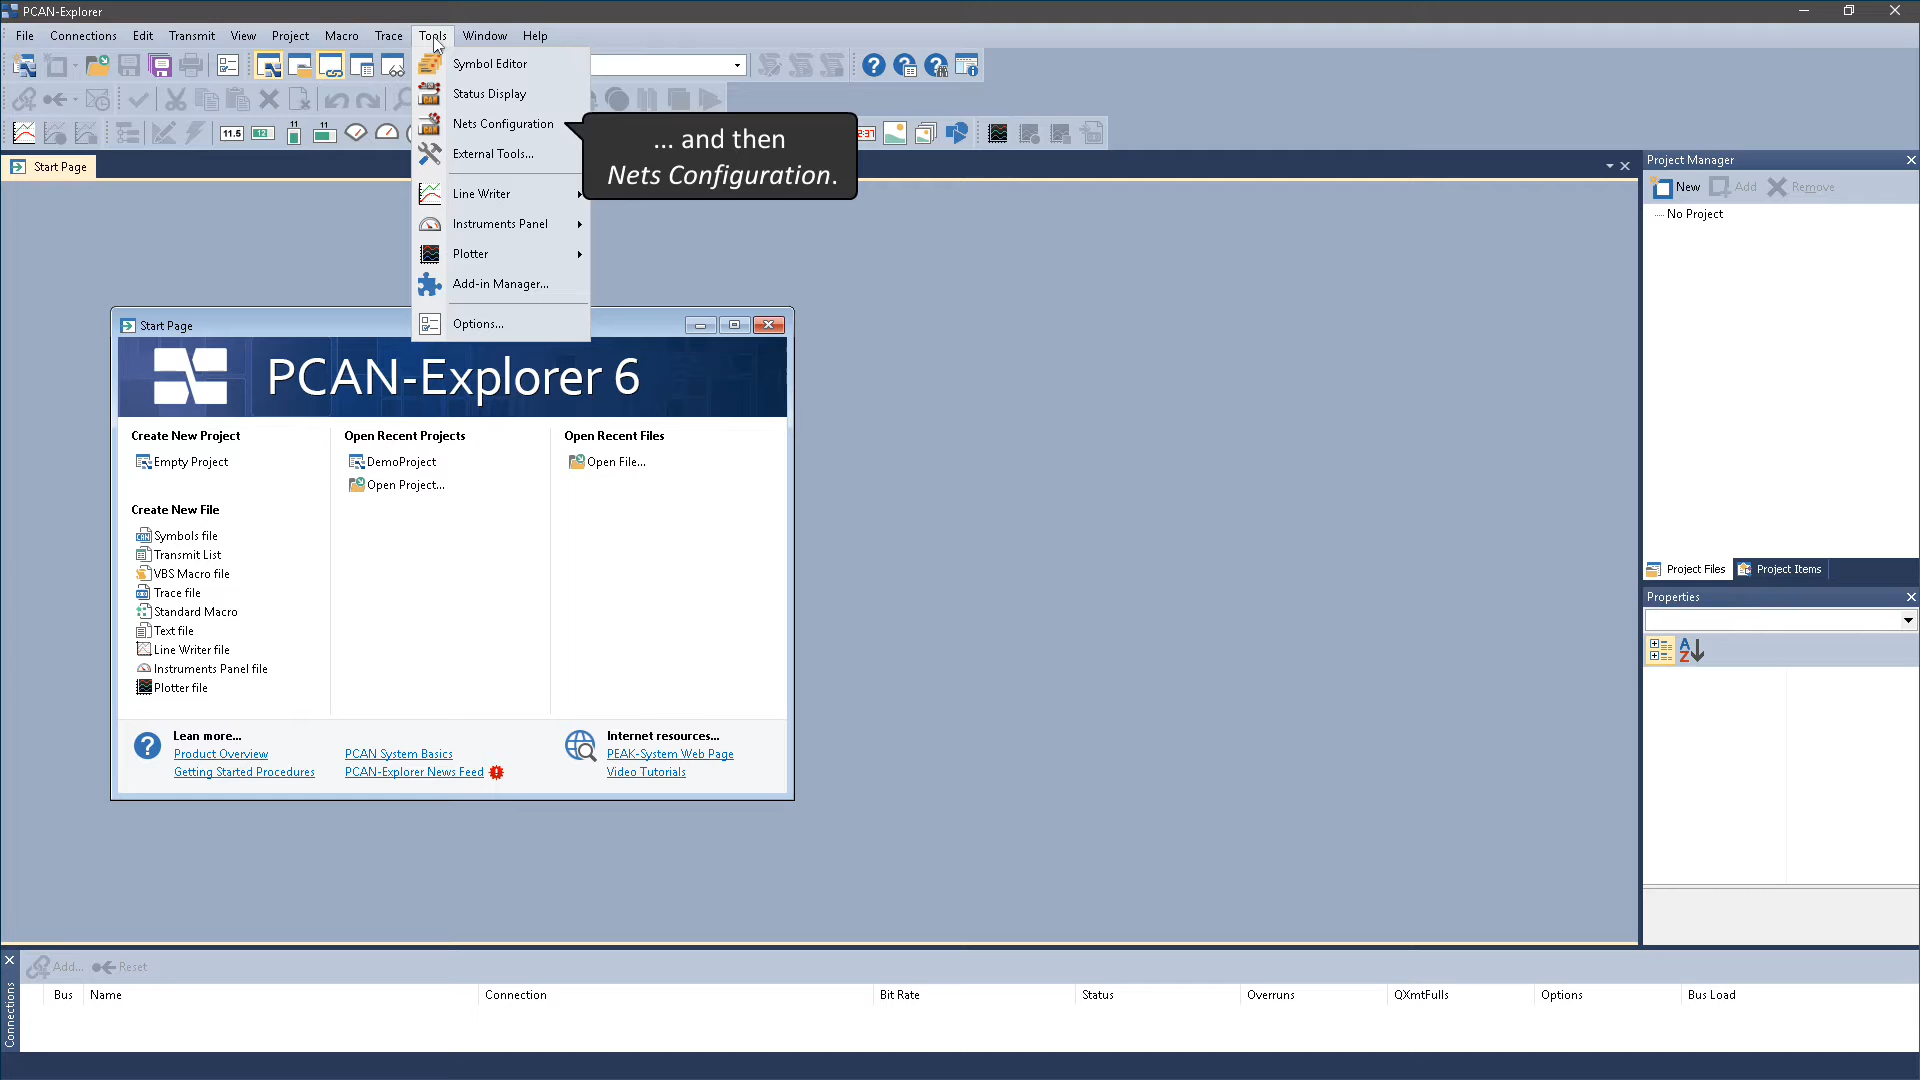 PCAN-Explorer
File Connections Edit Transmit View Project Macro Trace Tools Window Help
Symbol Editor
Status Display
Nets Configuration
External Tools...
Line Writer
Instruments Panel
Plotter
Add-in Manager...
Options...
... and then
Nets Configuration.
11.5 12 11 11
Start Page
Project Manager
New Add Remove
No Project
Project Files Project Items
Properties
Start Page
PCAN-Explorer 6
Create New Project
Empty Project
Create New File
Symbols file
Transmit List
VBS Macro file
Trace file
Standard Macro
Text file
Line Writer file
Instruments Panel file
Plotter file
Open Recent Projects
DemoProject
Open Project...
Open Recent Files
Open File...
Lean more...
Product Overview
Getting Started Procedures
PCAN System Basics
PCAN-Explorer News Feed
Internet resources...
PEAK-System Web Page
Video Tutorials
Connections
Add... Reset
Bus Name Connection Bit Rate Status Overruns QXmtFulls Options Bus Load